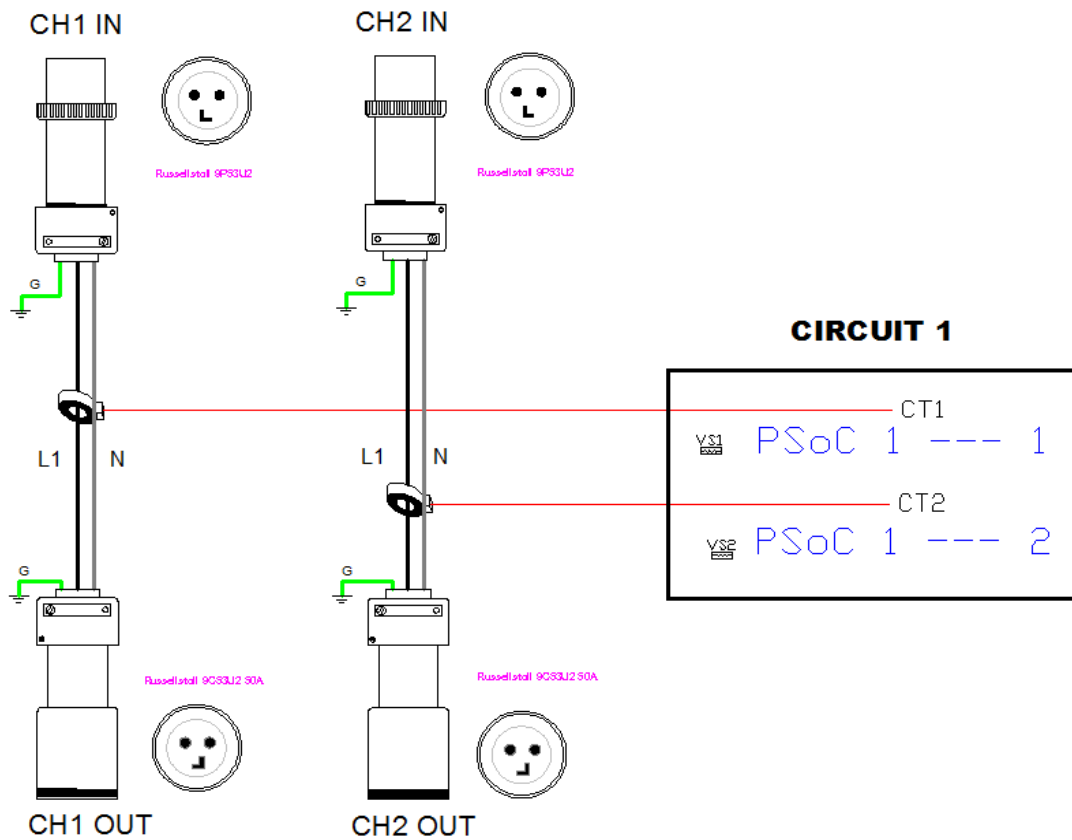 CH1 IN
CH2 IN
Russellstoll 9P53U2
Russellstoll 9P53U2
G
G
CIRCUIT 1
CT1
VS1 PSoC 1 --- 1
L1 N
L1 N
CT2
VS2 PSoC 1 --- 2
G
G
Russellstoll 9C53U2 50A
Russellstoll 9C53U2 50A
CH1 OUT
CH2 OUT